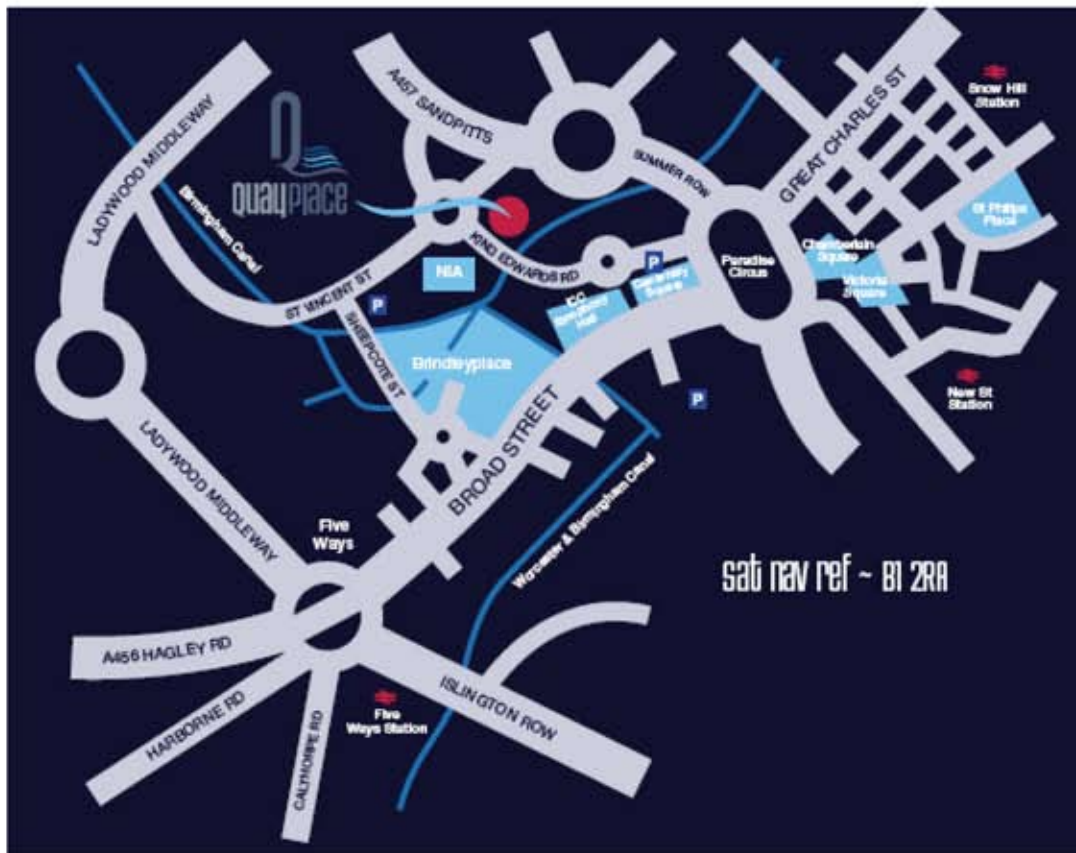 A457 SANDPITTS
LADYWOOD MIDDLEWAY
Q
QUAYPLACE
Birmingham Canal
SUMMER ROW
GREAT CHARLES ST
Snow Hill
Station
St Philips
Place
KING EDWARDS RD
NIA
P
Paradise
Circus
Chamberlain
Square
Victoria
Square
ST VINCENT ST
P
ICC
Symphony
Hall
Centenary
Square
SHEEPCOTE ST
Brindleyplace
BROAD STREET
P
New St
Station
LADYWOOD MIDDLEWAY
Five
Ways
Worcester & Birmingham Canal
sat nav ref ~ B1 2RA
A456 HAGLEY RD
HARBORNE RD
CALYHORPE RD
Five
Ways Station
ISLINGTON ROW